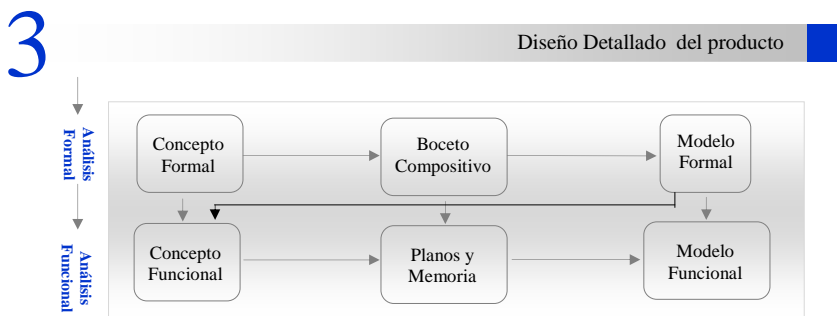 3
Diseño Detallado del producto
Análisis
Formal
Concepto
Formal
Boceto
Compositivo
Modelo
Formal
Análisis
Funcional
Concepto
Funcional
Planos y
Memoria
Modelo
Funcional